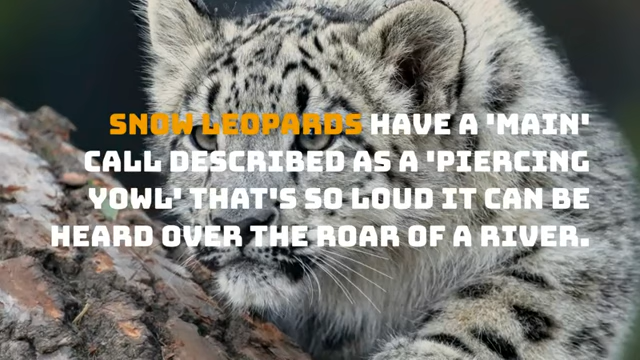 SNOW LEOPARDS HAVE A 'MAIN'
CALL DESCRIBED AS A 'PIERCING
YOWL' THAT'S SO LOUD IT CAN BE
HEARD OVER THE ROAR OF A RIVER.